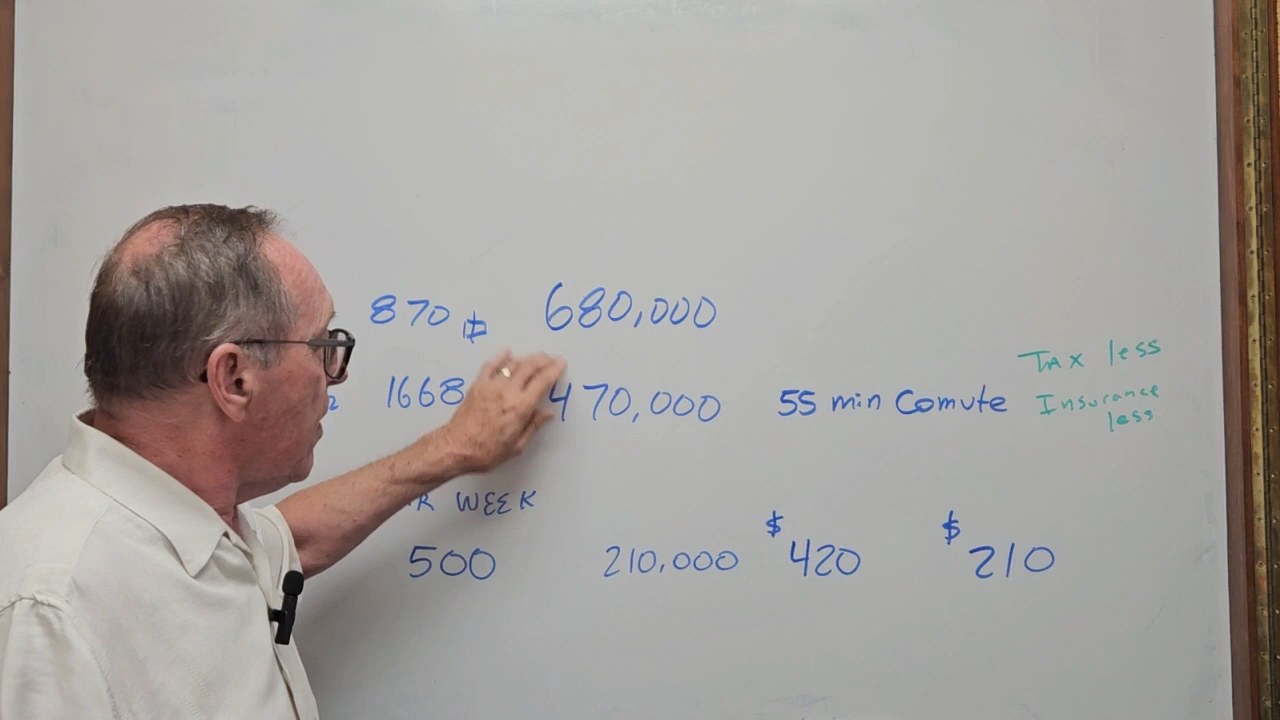 870 680,000
1668 470,000 55 min Comute
Tax less
Insurance
less
WEEK
500 210,000 $420 $210